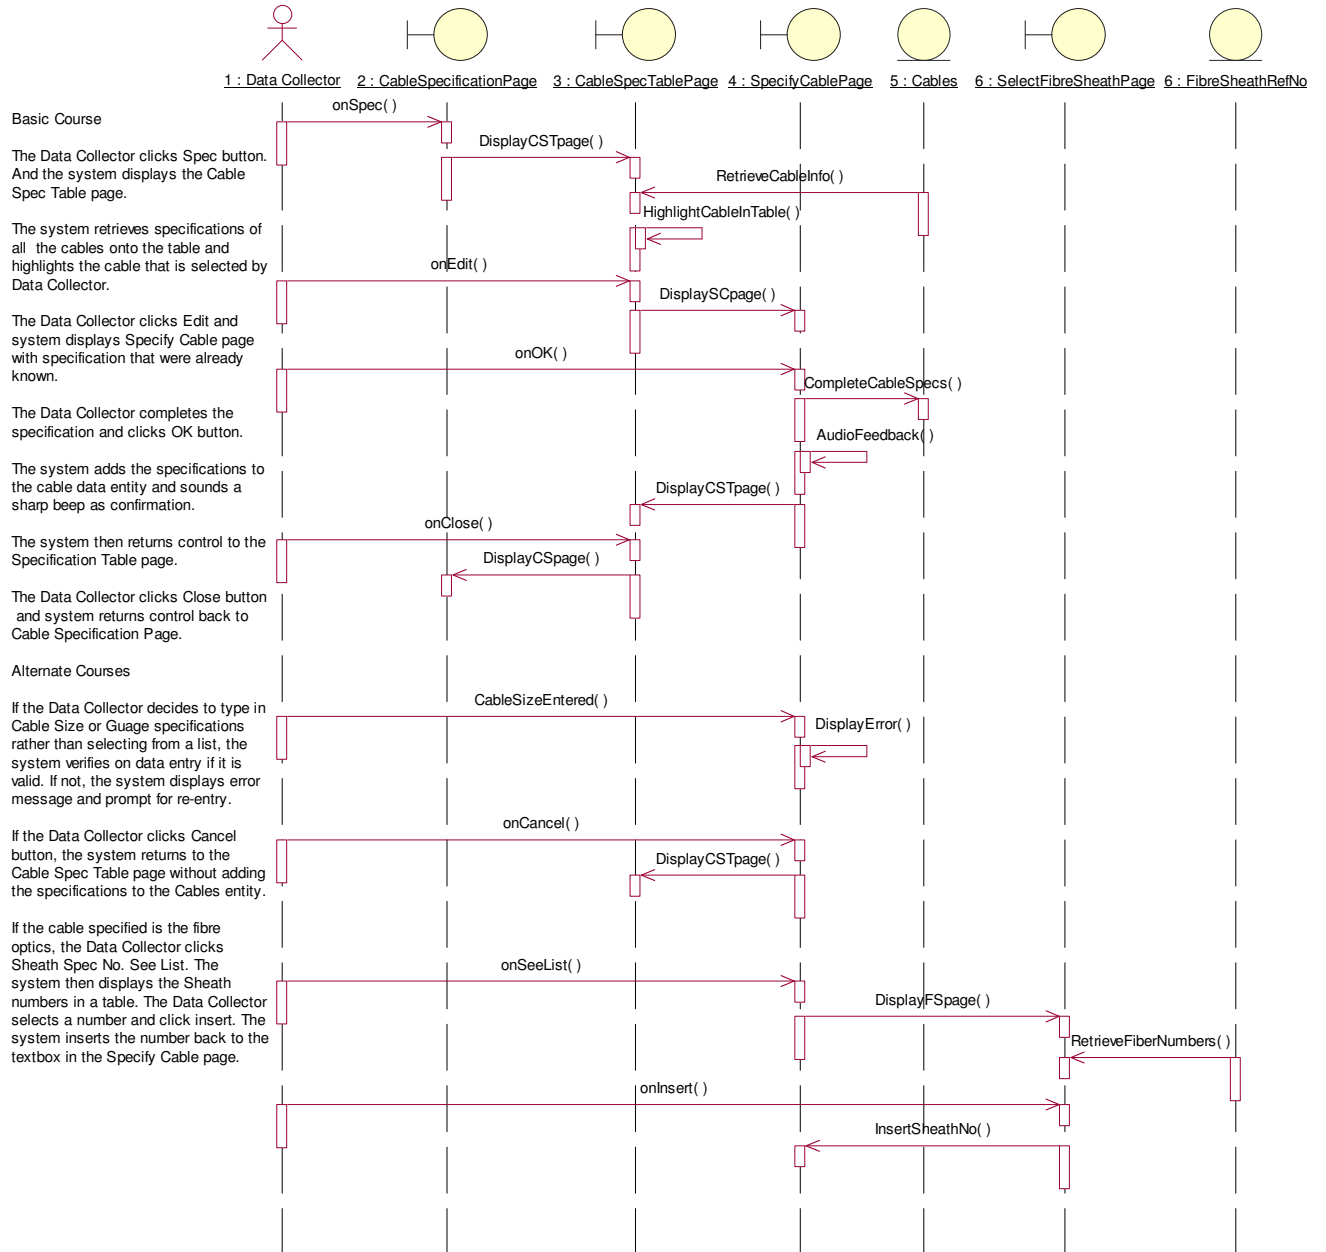 1 : Data Collector
2 : CableSpecificationPage
3 : CableSpecTablePage
4 : SpecifyCablePage
5 : Cables
6 : SelectFibreSheathPage
6 : FibreSheathRefNo
Basic Course
The Data Collector clicks Spec button.
And the system displays the Cable
Spec Table page.
The system retrieves specifications of
all  the cables onto the table and
highlights the cable that is selected by
Data Collector.
The Data Collector clicks Edit and
system displays Specify Cable page
with specification that were already
known.
The Data Collector completes the
specification and clicks OK button.
The system adds the specifications to
the cable data entity and sounds a
sharp beep as confirmation.
The system then returns control to the
Specification Table page.
The Data Collector clicks Close button
and system returns control back to
Cable Specification Page.
Alternate Courses
If the Data Collector decides to type in
Cable Size or Guage specifications
rather than selecting from a list, the
system verifies on data entry if it is
valid. If not, the system displays error
message and prompt for re-entry.
If the Data Collector clicks Cancel
button, the system returns to the
Cable Spec Table page without adding
the specifications to the Cables entity.
If the cable specified is the fibre
optics, the Data Collector clicks
Sheath Spec No. See List. The
system then displays the Sheath
numbers in a table. The Data Collector
selects a number and click insert. The
system inserts the number back to the
textbox in the Specify Cable page.
onSpec( )
DisplayCSTpage( )
RetrieveCableInfo( )
HighlightCableInTable( )
onEdit( )
DisplaySCpage( )
onOK( )
CompleteCableSpecs( )
AudioFeedback( )
DisplayCSTpage( )
onClose( )
DisplayCSpage( )
CableSizeEntered( )
DisplayError( )
onCancel( )
DisplayCSTpage( )
onSeeList( )
DisplayFSpage( )
RetrieveFiberNumbers( )
onInsert( )
InsertSheathNo( )